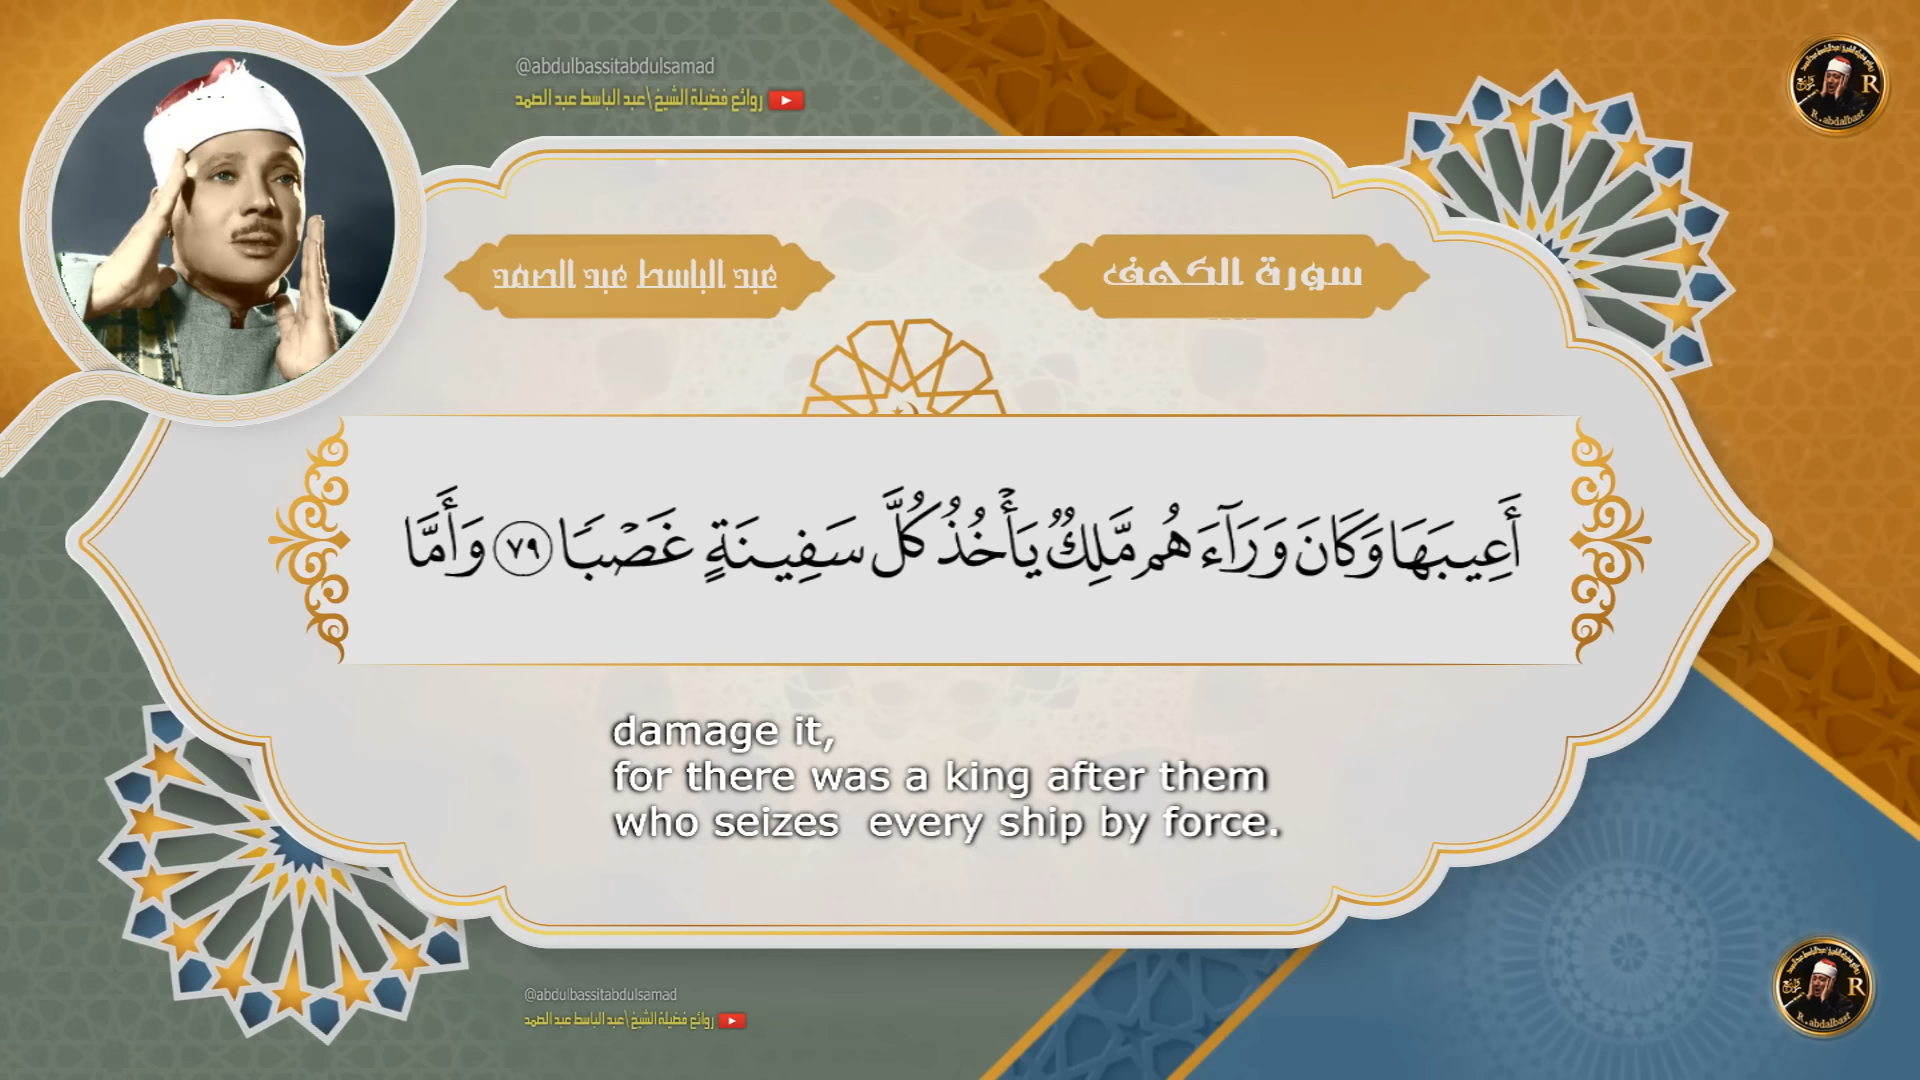 @abdulbassitabdulsamad
روائع فضيلة الشيخ \ عبد الباسط عبد الصمد
سورة الكهف
عبد الباسط عبد الصمد
أَعِيبَهَا وَكَانَ وَرَآءَهُم مَّلِكٌ يَأْخُذُ كُلَّ سَفِينَةٍ غَصْبًا ٧٩ وَأَمَّا
damage it,
for there was a king after them
who seizes every ship by force.
@abdulbassitabdulsamad
روائع فضيلة الشيخ \ عبد الباسط عبد الصمد
R
R.abdalbast
R
R.abdalbast